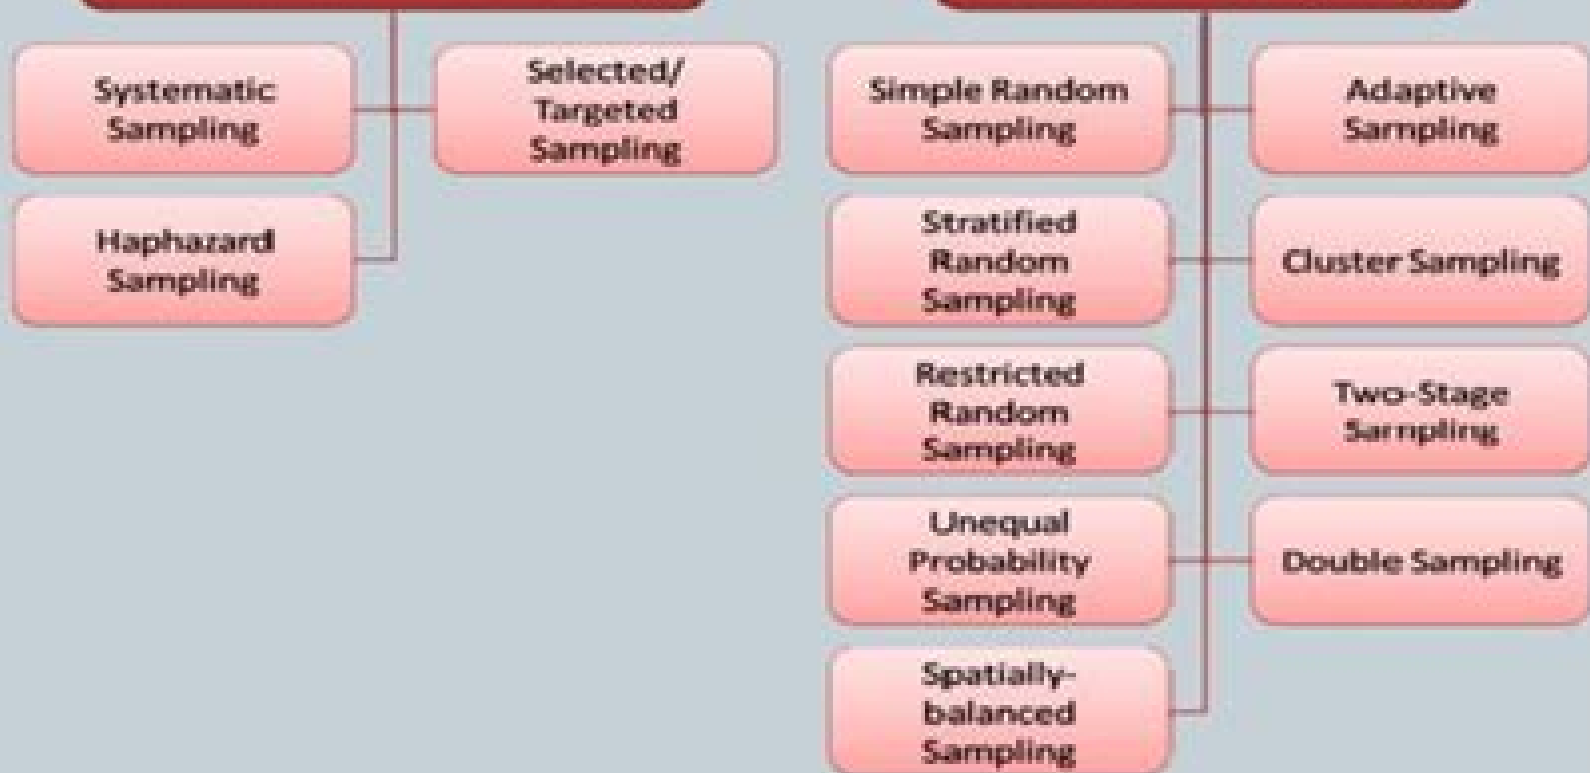 Systematic
Sampling
Selected/
Targeted
Sampling
Haphazard
Sampling
Simple Random
Sampling
Adaptive
Sampling
Stratified
Random
Sampling
Cluster Sampling
Restricted
Random
Sampling
Two-Stage
Sampling
Unequal
Probability
Sampling
Double Sampling
Spatially-
balanced
Sampling